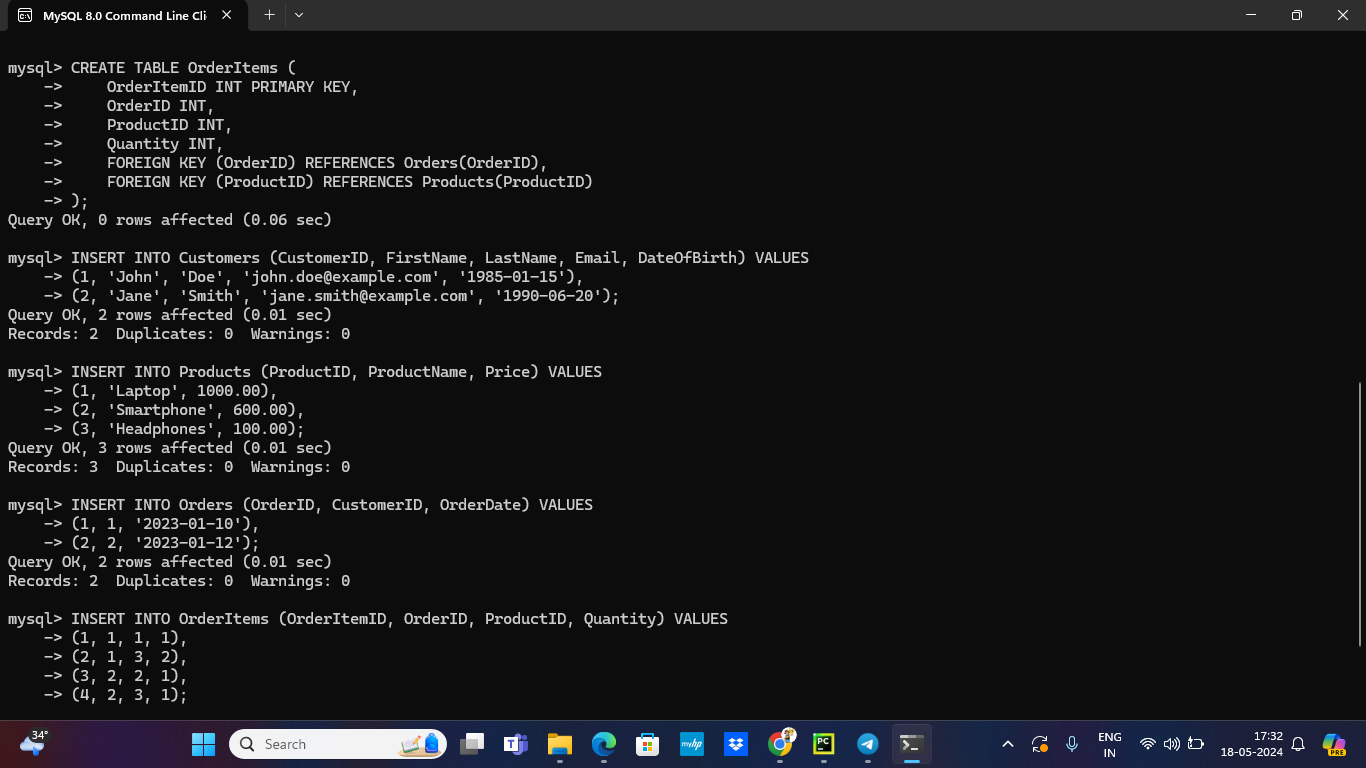 MySQL 8.0 Command Line Cli
mysql> CREATE TABLE OrderItems (
    ->     OrderItemID INT PRIMARY KEY,
    ->     OrderID INT,
    ->     ProductID INT,
    ->     Quantity INT,
    ->     FOREIGN KEY (OrderID) REFERENCES Orders(OrderID),
    ->     FOREIGN KEY (ProductID) REFERENCES Products(ProductID)
    -> );
Query OK, 0 rows affected (0.06 sec)
mysql> INSERT INTO Customers (CustomerID, FirstName, LastName, Email, DateOfBirth) VALUES
    -> (1, 'John', 'Doe', 'john.doe@example.com', '1985-01-15'),
    -> (2, 'Jane', 'Smith', 'jane.smith@example.com', '1990-06-20');
Query OK, 2 rows affected (0.01 sec)
Records: 2  Duplicates: 0  Warnings: 0
mysql> INSERT INTO Products (ProductID, ProductName, Price) VALUES
    -> (1, 'Laptop', 1000.00),
    -> (2, 'Smartphone', 600.00),
    -> (3, 'Headphones', 100.00);
Query OK, 3 rows affected (0.01 sec)
Records: 3  Duplicates: 0  Warnings: 0
mysql> INSERT INTO Orders (OrderID, CustomerID, OrderDate) VALUES
    -> (1, 1, '2023-01-10'),
    -> (2, 2, '2023-01-12');
Query OK, 2 rows affected (0.01 sec)
Records: 2  Duplicates: 0  Warnings: 0
mysql> INSERT INTO OrderItems (OrderItemID, OrderID, ProductID, Quantity) VALUES
    -> (1, 1, 1, 1),
    -> (2, 1, 3, 2),
    -> (3, 2, 2, 1),
    -> (4, 2, 3, 1);
34°
Search
myhp
PC
ENG
IN
17:32
18-05-2024
PRE